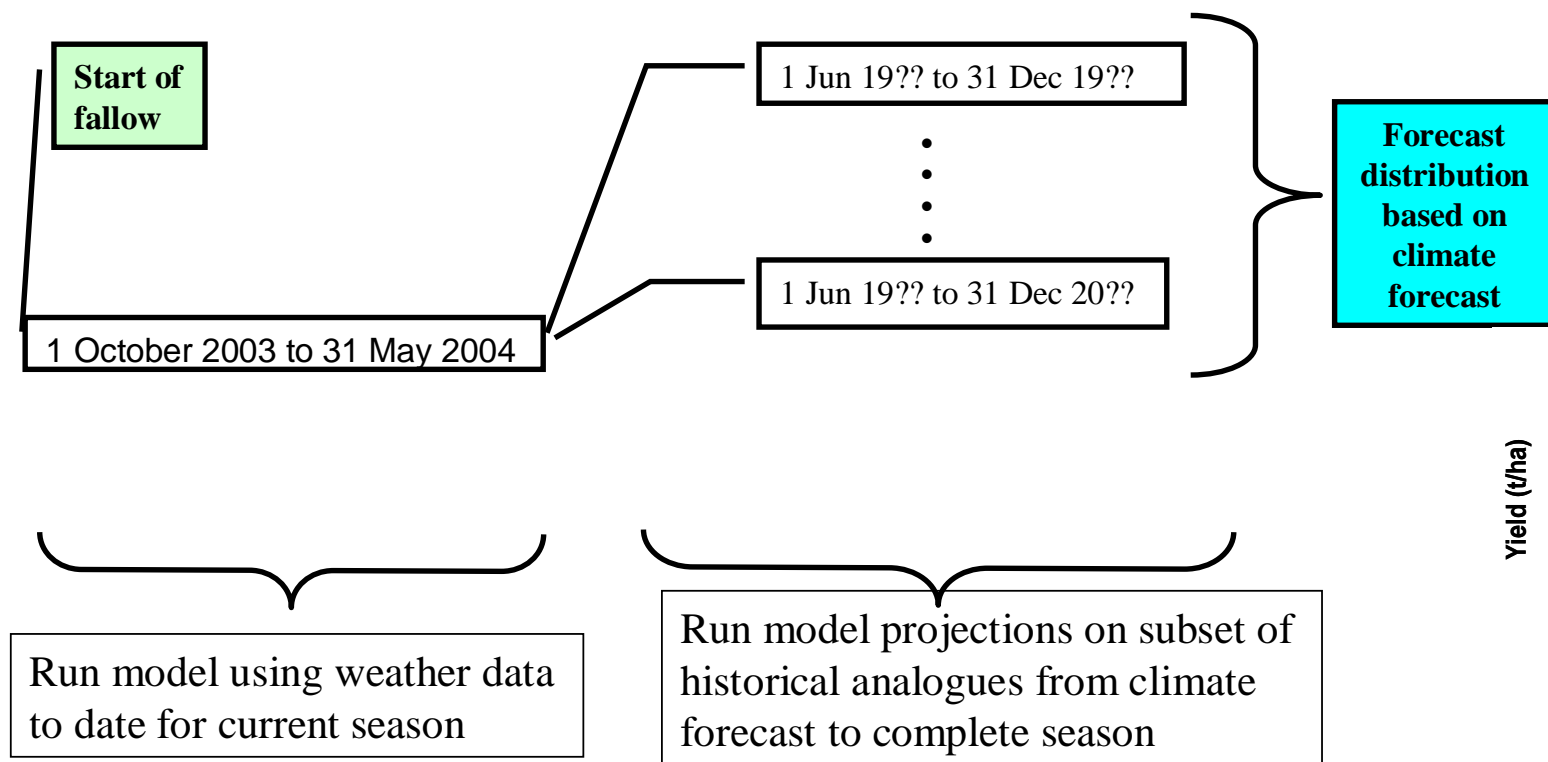 Start of
fallow
1 October 2003 to 31 May 2004
1 Jun 19?? to 31 Dec 19??
1 Jun 19?? to 31 Dec 20??
Forecast
distribution
based on
climate
forecast
Yield (t/ha)
Run model using weather data
to date for current season
Run model projections on subset of
historical analogues from climate
forecast to complete season